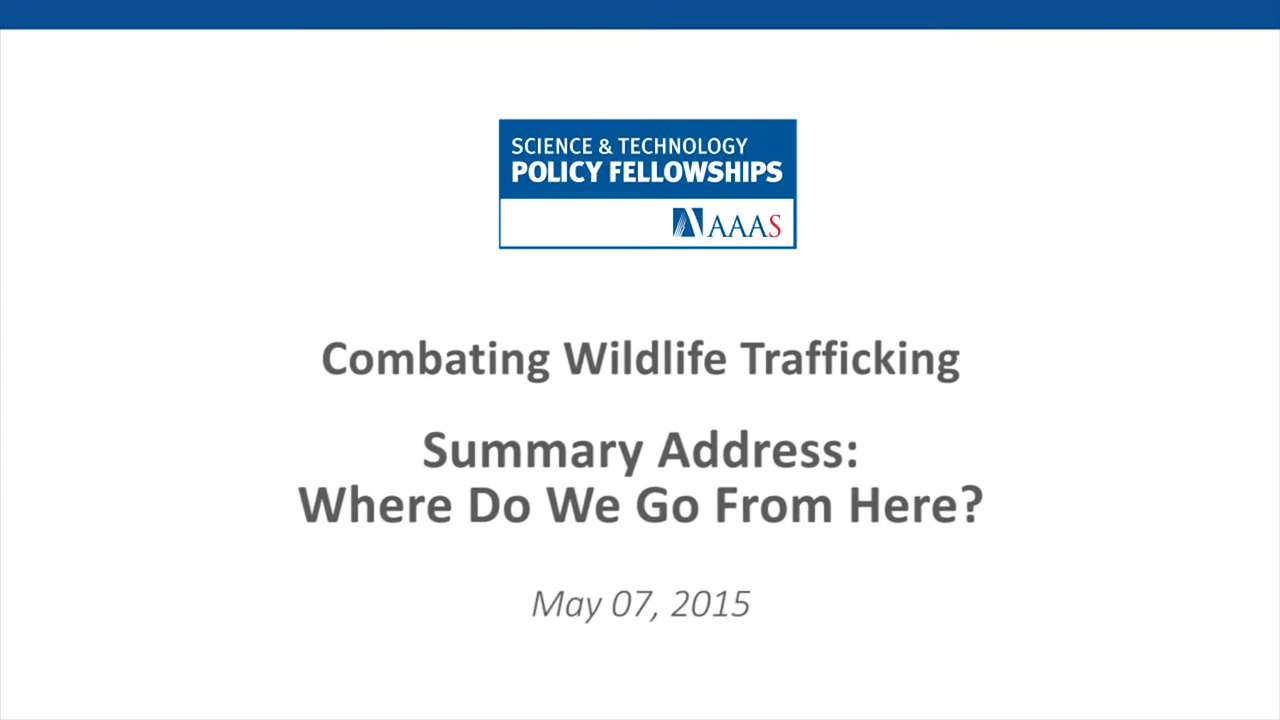 SCIENCE & TECHNOLOGY
POLICY FELLOWSHIPS
AAAS
Combating Wildlife Trafficking
Summary Address:
Where Do We Go From Here?
May 07, 2015